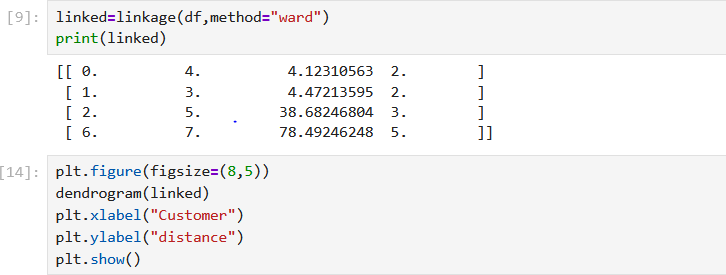 [9]: linked=linkage(df,method="ward")
print(linked)
[[ 0. 4. 4.12310563 2. ]
[ 1. 3. 4.47213595 2. ]
[ 2. 5. 38.68246804 3. ]
[ 6. 7. 78.49246248 5. ]]
[14]: plt.figure(figsize=(8,5))
dendrogram(linked)
plt.xlabel("Customer")
plt.ylabel("distance")
plt.show()